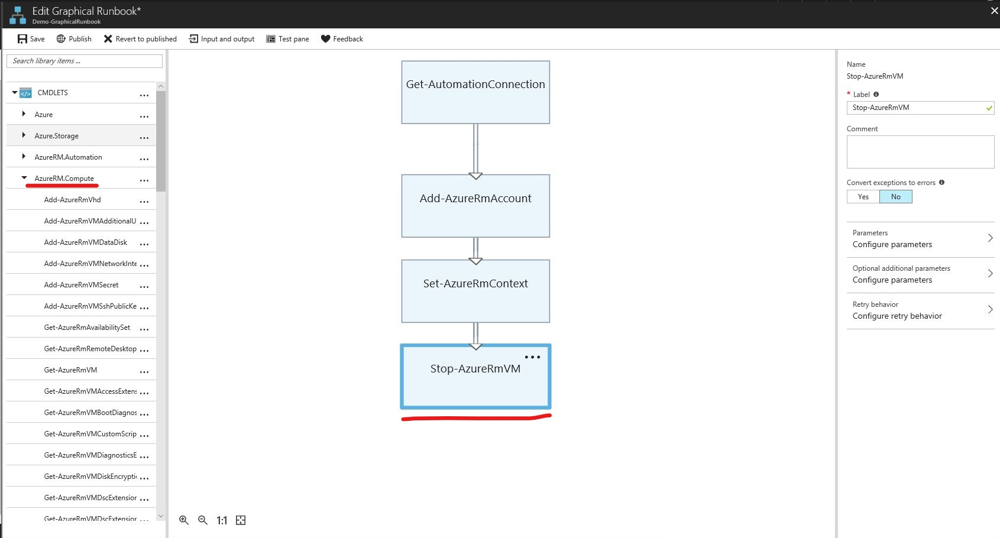 Edit Graphical Runbook*
Demo-GraphicalRunbook
Save Publish Revert to published Input and output Test pane Feedback
Search library items ...
CMDLETS
Azure
Azure.Storage
AzureRM.Automation
AzureRM.Compute
Add-AzureRmVhd
Add-AzureRmVMAdditionalU
Add-AzureRmVMDataDisk
Add-AzureRmVMNetworkInte
Add-AzureRmVMSecret
Add-AzureRmVMSshPublicKe
Get-AzureRmAvailabilitySet
Get-AzureRmRemoteDesktop
Get-AzureRmVM
Get-AzureRmVMAccessExtens
Get-AzureRmVMBootDiagnos
Get-AzureRmVMCustomScrip
Get-AzureRmVMDiagnosticsE
Get-AzureRmVMDiskEncryptic
Get-AzureRmVMDscExtension
Get-AzureRmVMDscExtension
Get-AutomationConnection
Add-AzureRmAccount
Set-AzureRmContext
Stop-AzureRmVM
1:1
Name
Stop-AzureRmVM
* Label
Stop-AzureRmVM
Comment
Convert exceptions to errors
Yes No
Parameters
Configure parameters
Optional additional parameters
Configure parameters
Retry behavior
Configure retry behavior